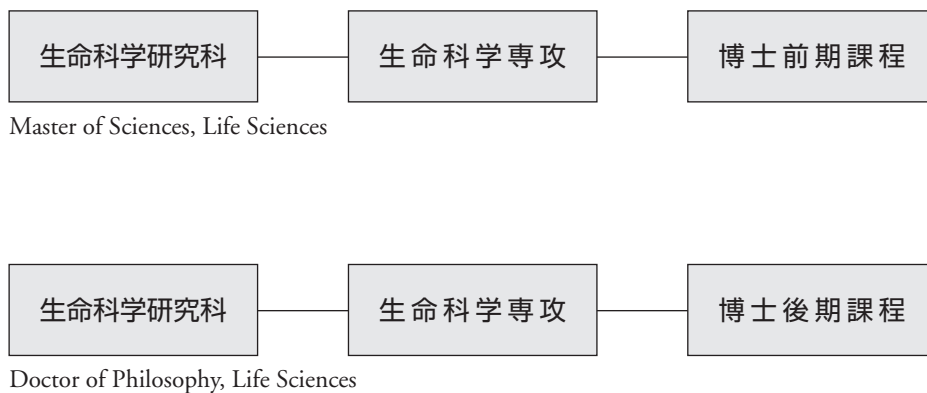 生命科学研究科 生命科学専攻 博士前期課程
Master of Sciences, Life Sciences
生命科学研究科 生命科学専攻 博士後期課程
Doctor of Philosophy, Life Sciences